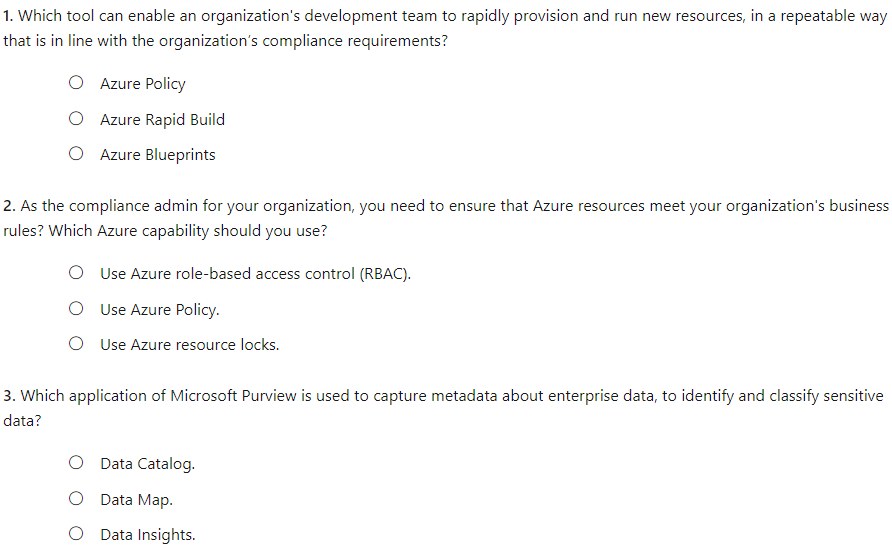 1. Which tool can enable an organization's development team to rapidly provision and run new resources, in a repeatable way
that is in line with the organization's compliance requirements?
Azure Policy
Azure Rapid Build
Azure Blueprints
2. As the compliance admin for your organization, you need to ensure that Azure resources meet your organization's business
rules? Which Azure capability should you use?
Use Azure role-based access control (RBAC).
Use Azure Policy.
Use Azure resource locks.
3. Which application of Microsoft Purview is used to capture metadata about enterprise data, to identify and classify sensitive
data?
Data Catalog.
Data Map.
Data Insights.